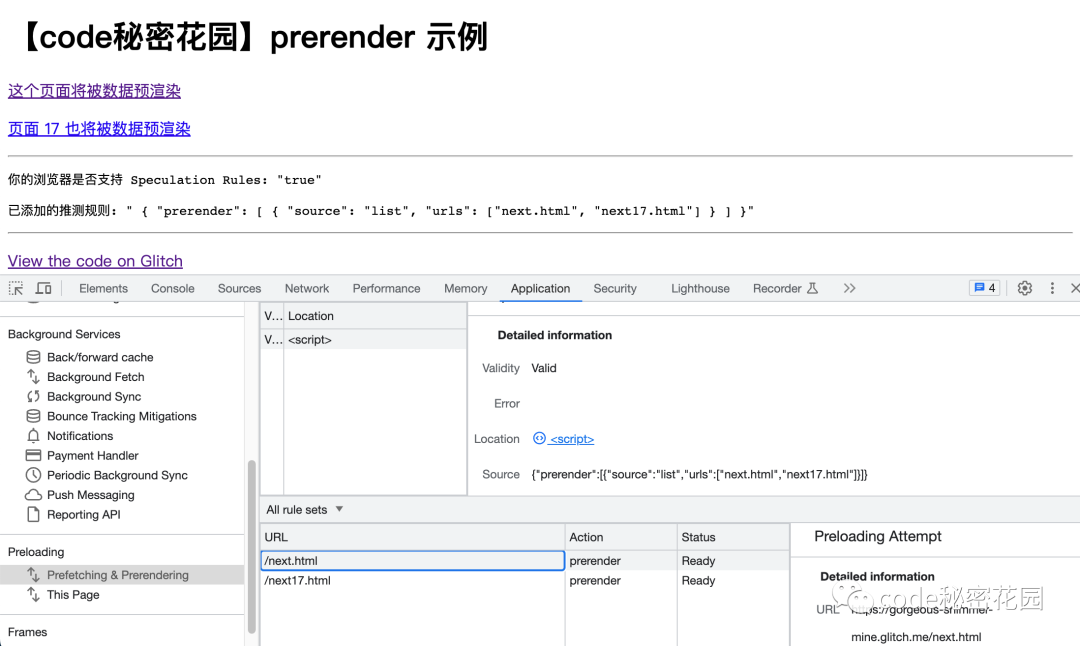 【code秘密花园】prerender 示例
这个页面将被数据预渲染
页面 17 也将被数据预渲染
你的浏览器是否支持 Speculation Rules: "true"
已添加的推测规则: " { "prerender": [ { "source": "list", "urls": ["next.html", "next17.html"] } ] }"
View the code on Glitch
Elements Console Sources Network Performance Memory Application Security Lighthouse Recorder 4
Background Services
Back/forward cache
Background Fetch
Background Sync
Bounce Tracking Mitigations
Notifications
Payment Handler
Periodic Background Sync
Push Messaging
Reporting API
Preloading
Prefetching & Prerendering
This Page
Frames
V... Location
V... <script>
Detailed information
Validity Valid
Error
Location <script>
Source {"prerender":[{"source":"list","urls":["next.html","next17.html"]}]}
All rule sets
URL Action Status
/next.html prerender Ready
/next17.html prerender Ready
Preloading Attempt
Detailed information
URL https://gorgeous-shimmer-
mine.glitch.me/next.html
code秘密花园